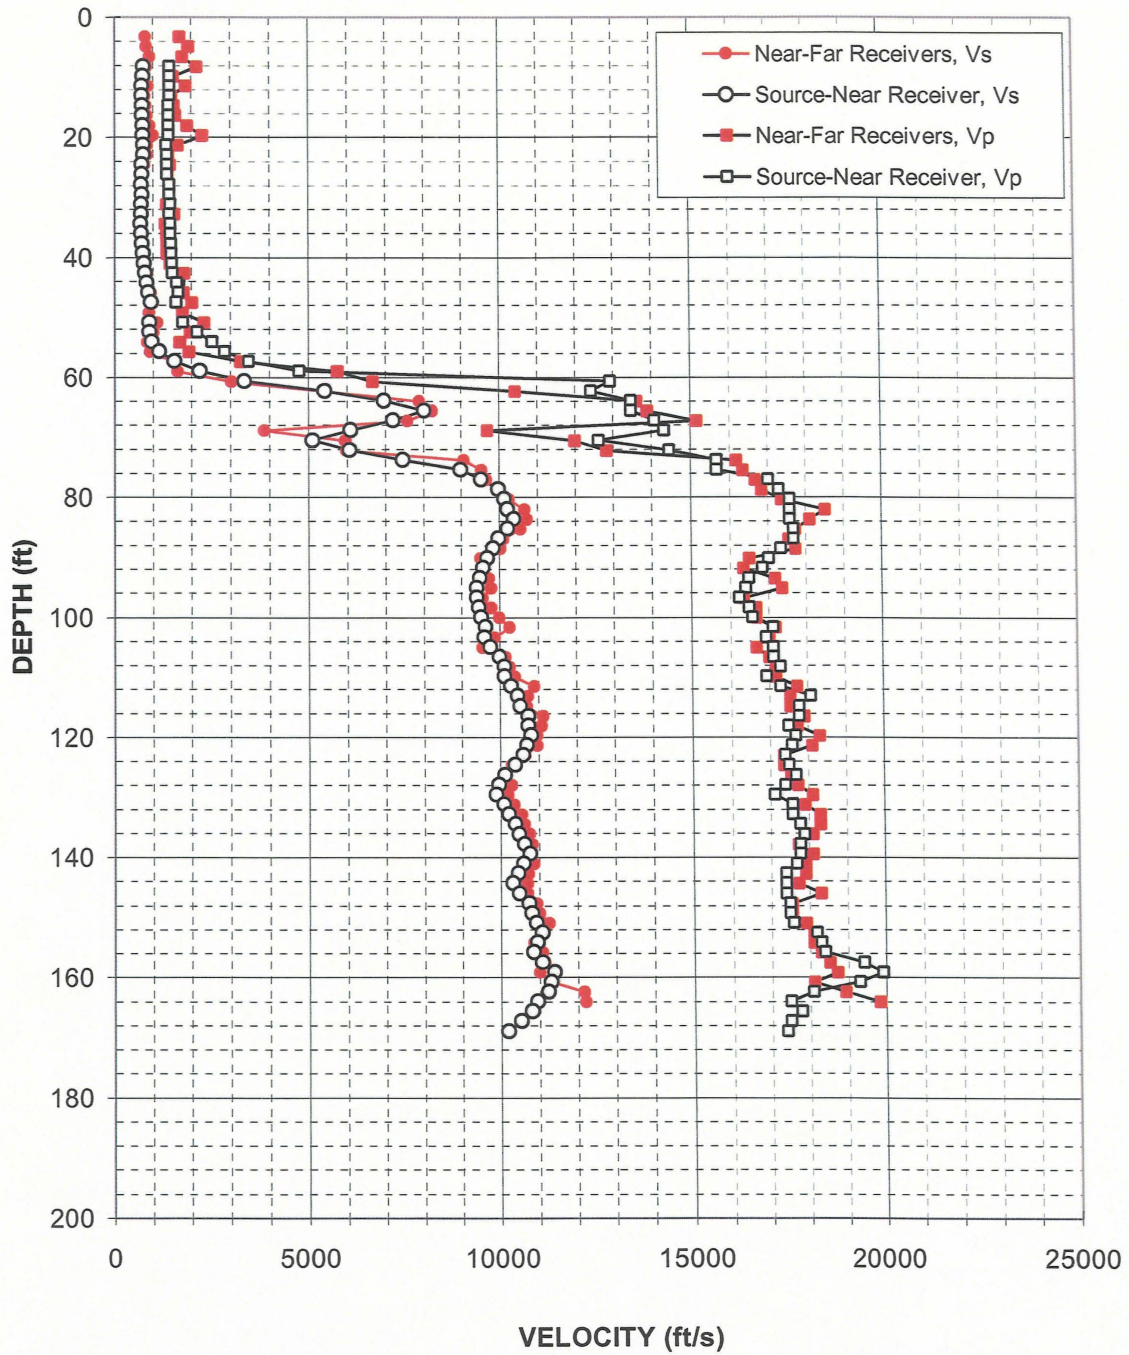 0
20
40
60
80
100
120
140
160
180
200
DEPTH (ft)
Near-Far Receivers, Vs
Source-Near Receiver, Vs
Near-Far Receivers, Vp
Source-Near Receiver, Vp
0 5000 10000 15000 20000 25000
VELOCITY (ft/s)